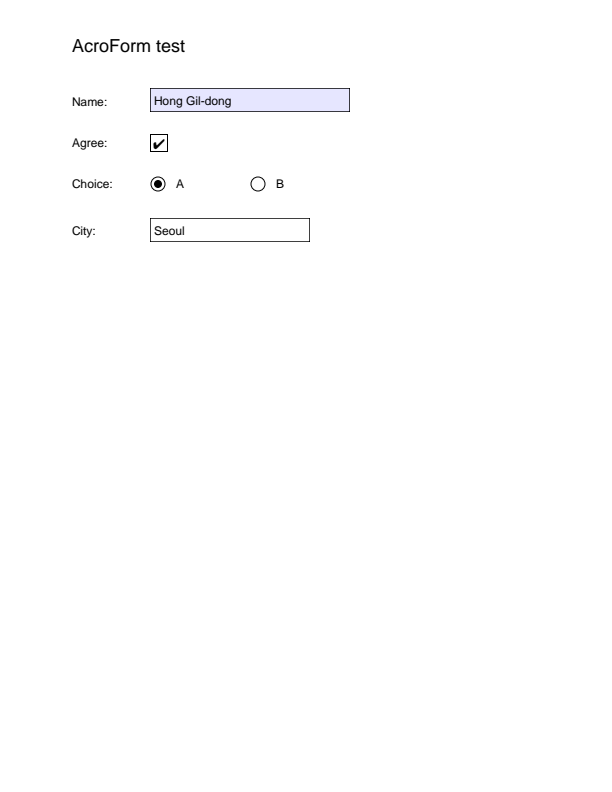 AcroForm test
Name: Hong Gil-dong
Agree: ✔
Choice: A B
City: Seoul